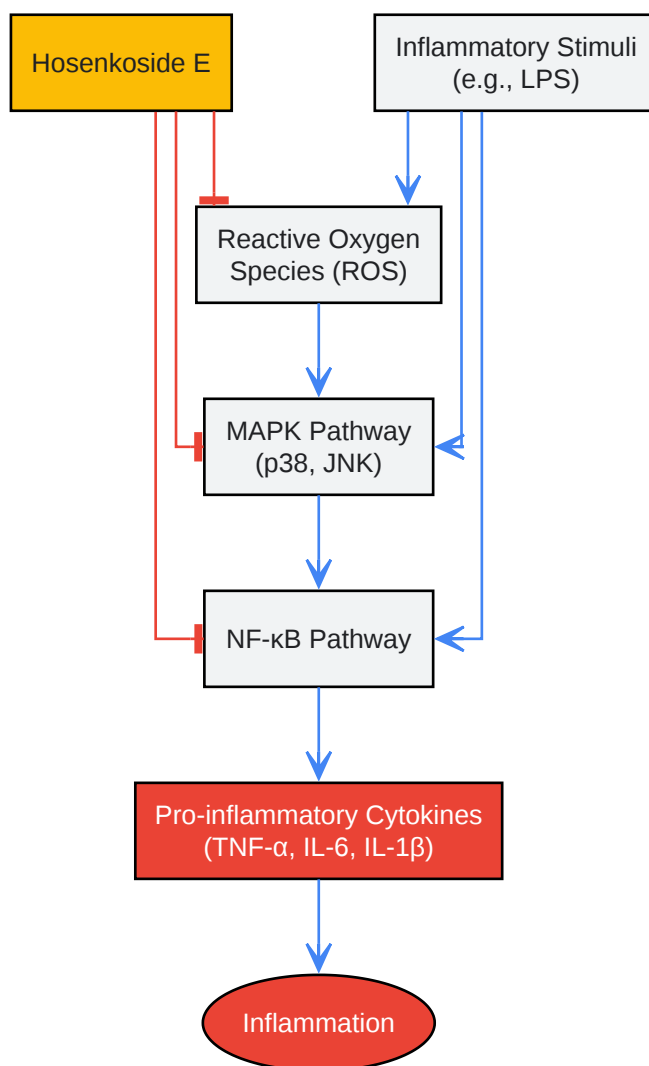 Hosenkoside E
Inflammatory Stimuli
(e.g., LPS)
Reactive Oxygen
Species (ROS)
MAPK Pathway
(p38, JNK)
NF-κB Pathway
Pro-inflammatory Cytokines
(TNF-α, IL-6, IL-1β)
Inflammation